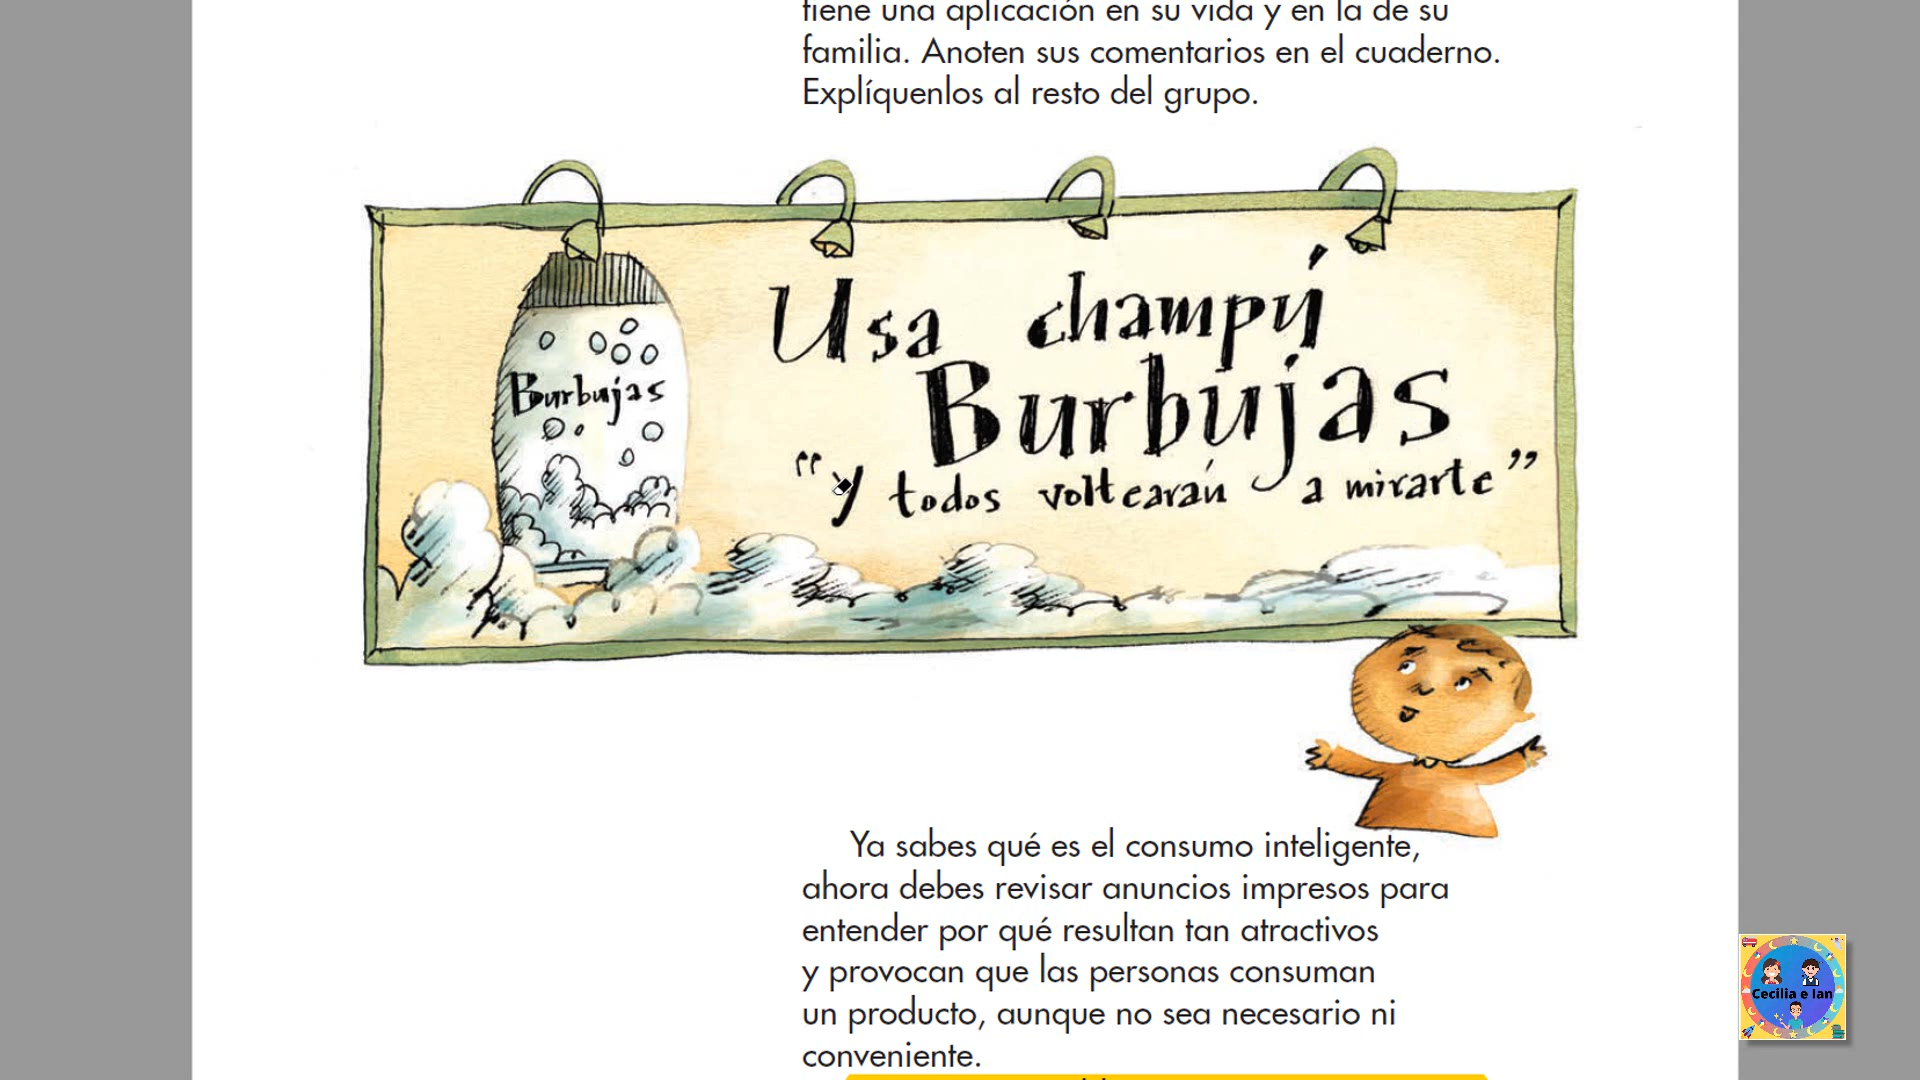 tiene una aplicación en su vida y en la de su
familia. Anoten sus comentarios en el cuaderno.
Explíquenlos al resto del grupo.
Usa champú
Burbujas
"y todos voltearán a mirarte"
Burbujas
Ya sabes qué es el consumo inteligente,
ahora debes revisar anuncios impresos para
entender por qué resultan tan atractivos
y provocan que las personas consuman
un producto, aunque no sea necesario ni
conveniente.
Cecilia e Ian